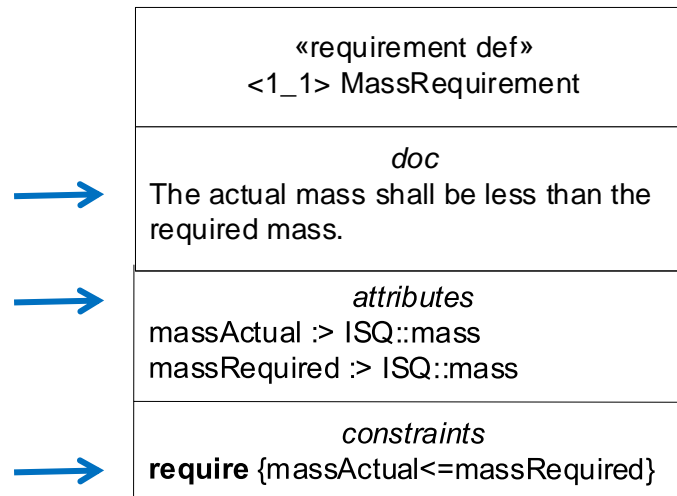 «requirement def»
<1_1> MassRequirement
doc
The actual mass shall be less than the
required mass.
attributes
massActual :> ISQ::mass
massRequired :> ISQ::mass
constraints
require {massActual<=massRequired}